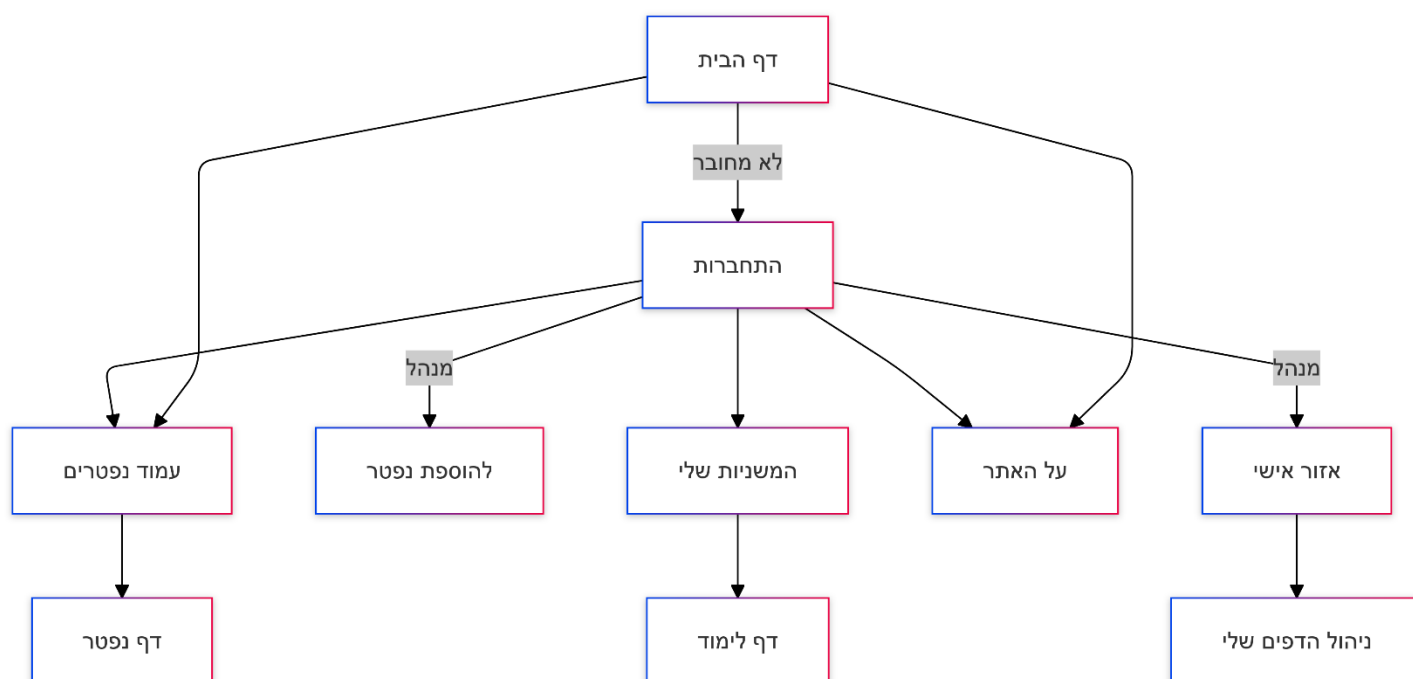 דף הבית
לא מחובר
התחברות
מנהל
מנהל
אזור אישי
על האתר
המשניות שלי
להוספת נפטר
עמוד נפטרים
ניהול הדפים שלי
דף לימוד
דף נפטר